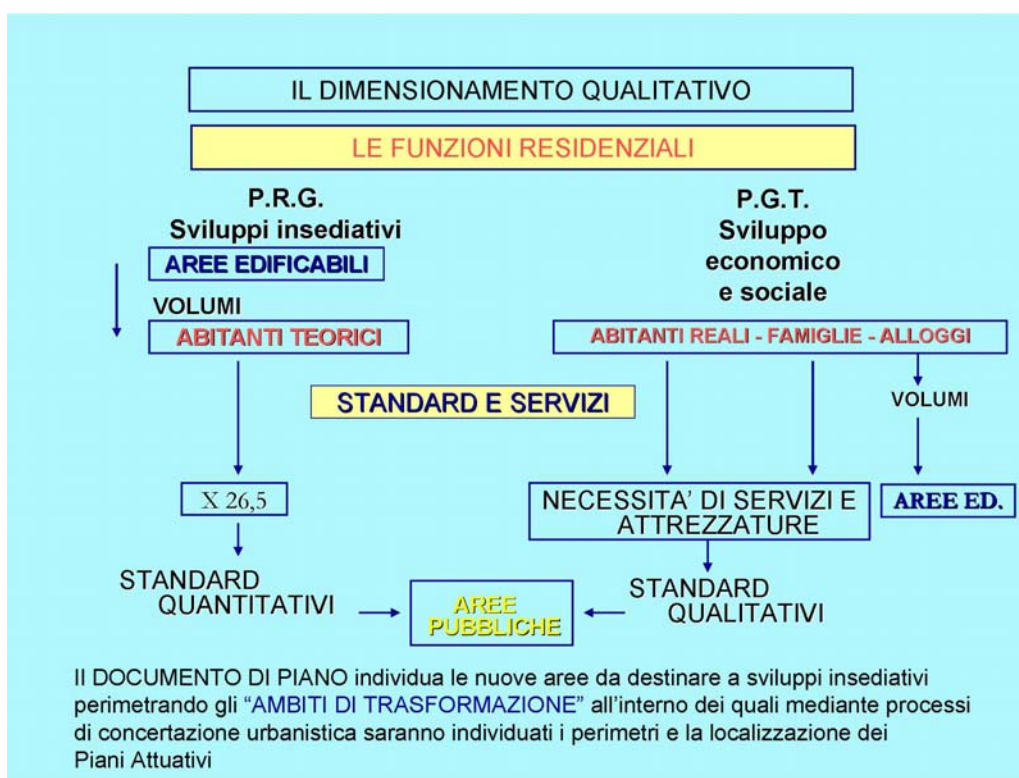 IL DIMENSIONAMENTO QUALITATIVO
LE FUNZIONI RESIDENZIALI
P.R.G.
Sviluppi insediativi
AREE EDIFICABILI
VOLUMI
ABITANTI TEORICI
P.G.T.
Sviluppo
economico
e sociale
ABITANTI REALI - FAMIGLIE - ALLOGGI
VOLUMI
STANDARD E SERVIZI
X 26,5
NECESSITA' DI SERVIZI E
ATTREZZATURE
AREE ED.
STANDARD
QUANTITATIVI
AREE
PUBBLICHE
STANDARD
QUALITATIVI
Il DOCUMENTO DI PIANO individua le nuove aree da destinare a sviluppi insediativi
perimetrando gli “AMBITI DI TRASFORMAZIONE” all’interno dei quali mediante processi
di concertazione urbanistica saranno individuati i perimetri e la localizzazione dei
Piani Attuativi